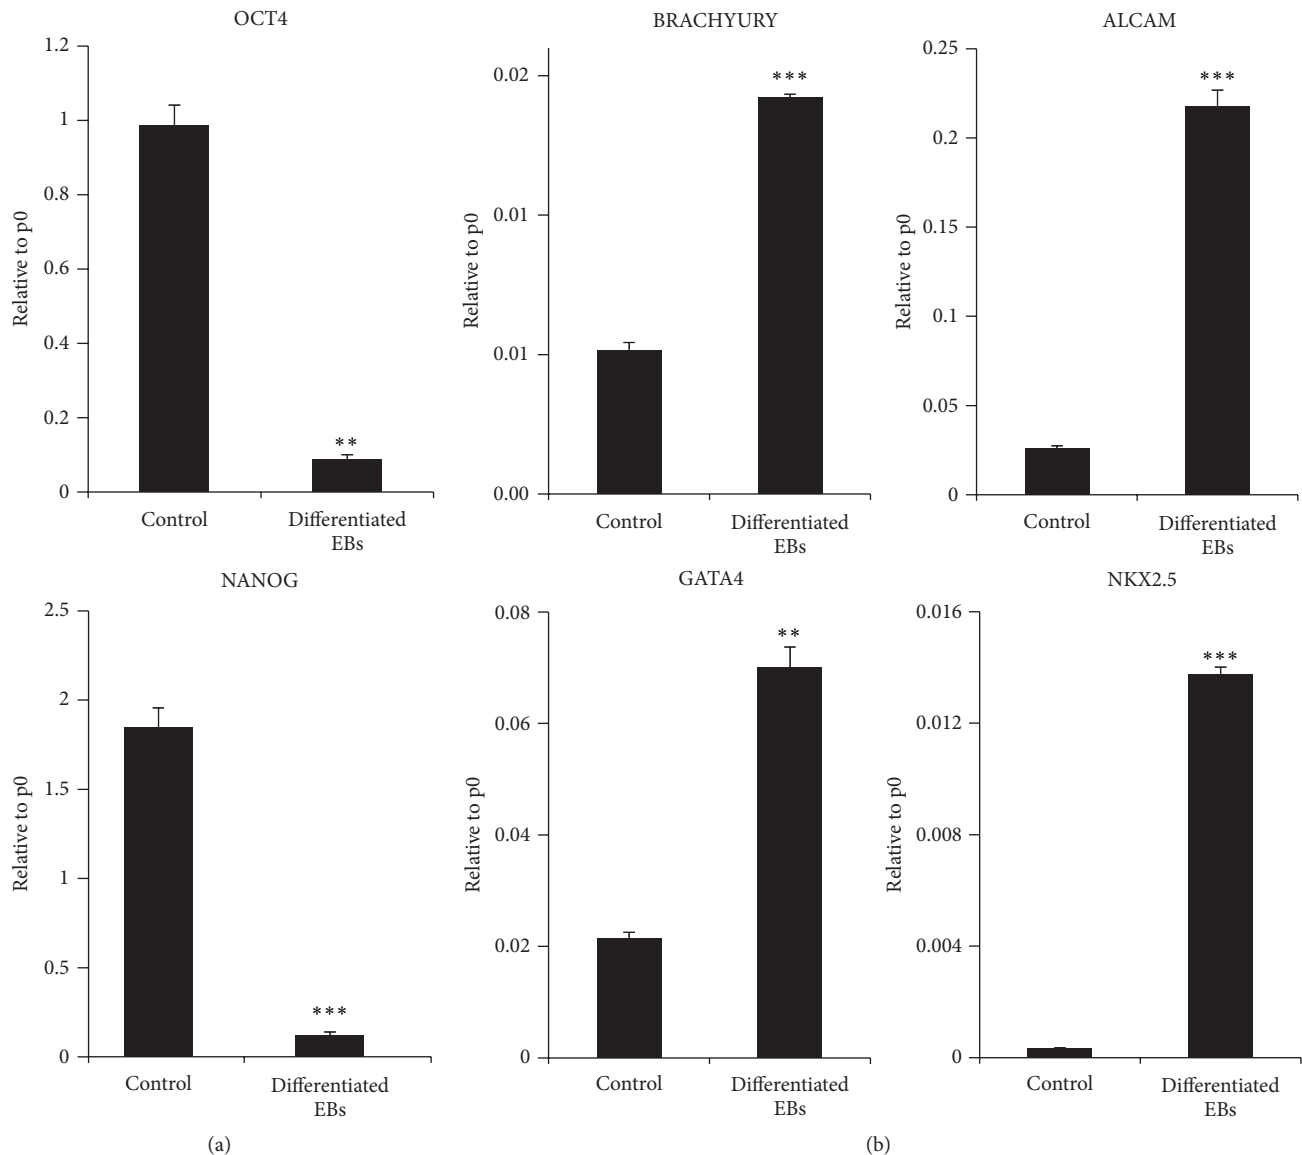 OCT4
1.2
1
0.8
0.6
0.4
0.2
0
Relative to p0
**
Control
Differentiated
EBs
BRACHYURY
0.02
0.01
0.01
0.00
Relative to p0
***
Control
Differentiated
EBs
ALCAM
0.25
0.2
0.15
0.1
0.05
0
Relative to p0
***
Control
Differentiated
EBs
NANOG
2.5
2
1.5
1
0.5
0
Relative to p0
***
Control
Differentiated
EBs
GATA4
0.08
0.06
0.04
0.02
0
Relative to p0
**
Control
Differentiated
EBs
NKX2.5
0.016
0.012
0.008
0.004
0
Relative to p0
***
Control
Differentiated
EBs
(a)
(b)